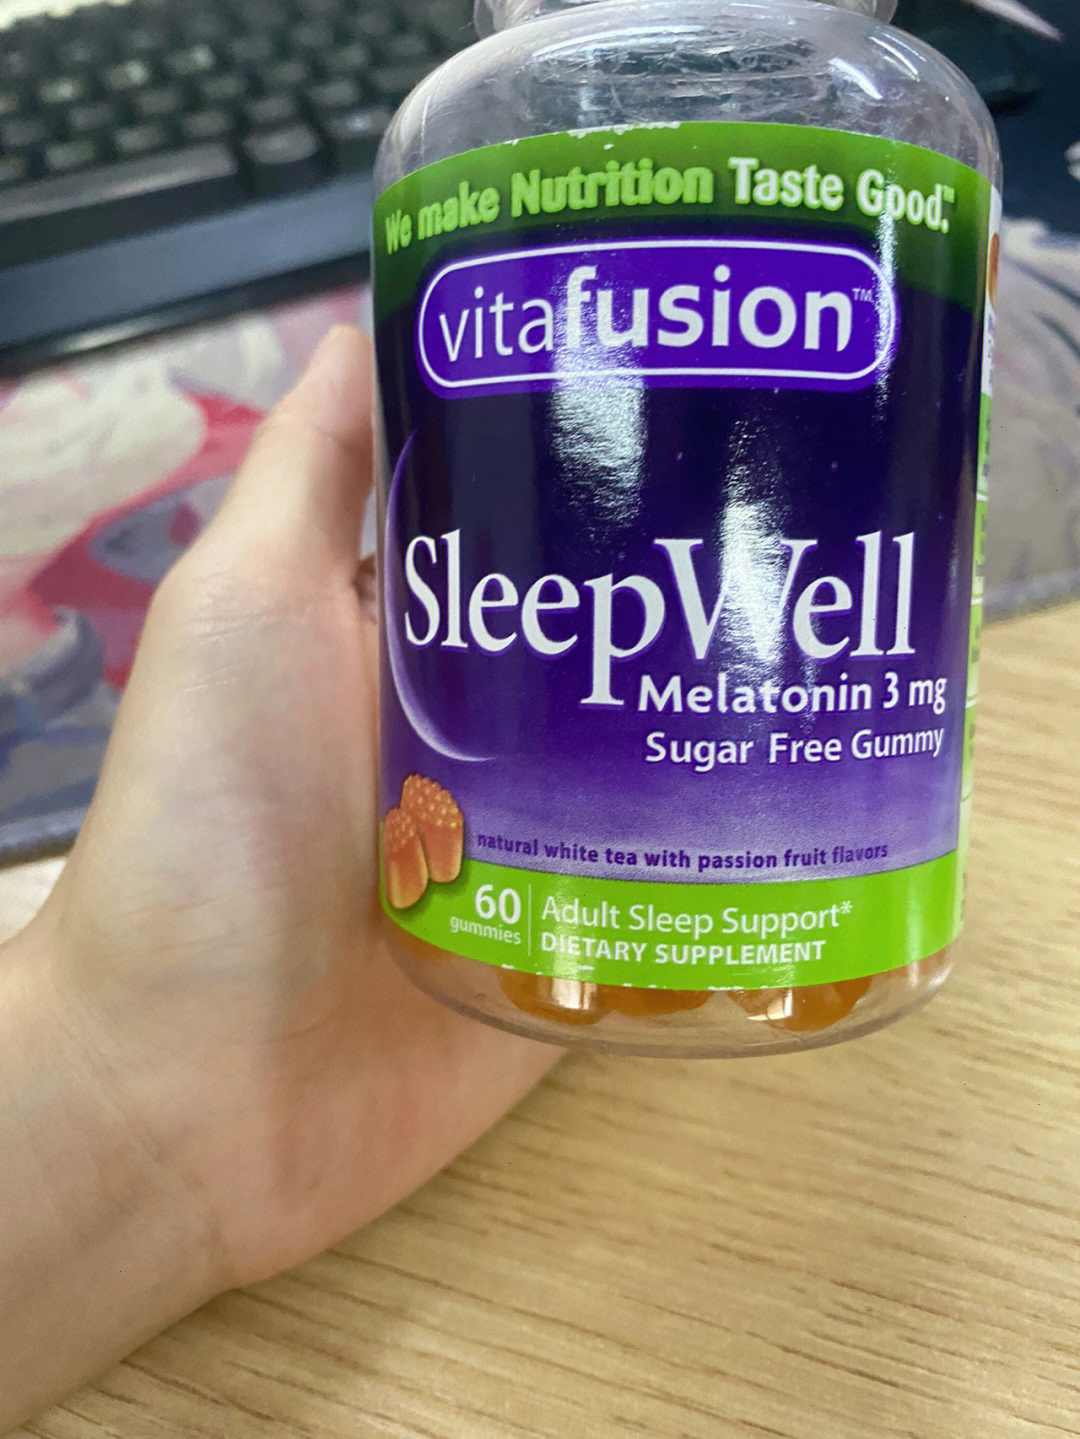 We make Nutrition Taste Good.™
vitafusion™
SleepWell
Melatonin 3 mg
Sugar Free Gummy
natural white tea with passion fruit flavors
60
gummies
Adult Sleep Support*
DIETARY SUPPLEMENT